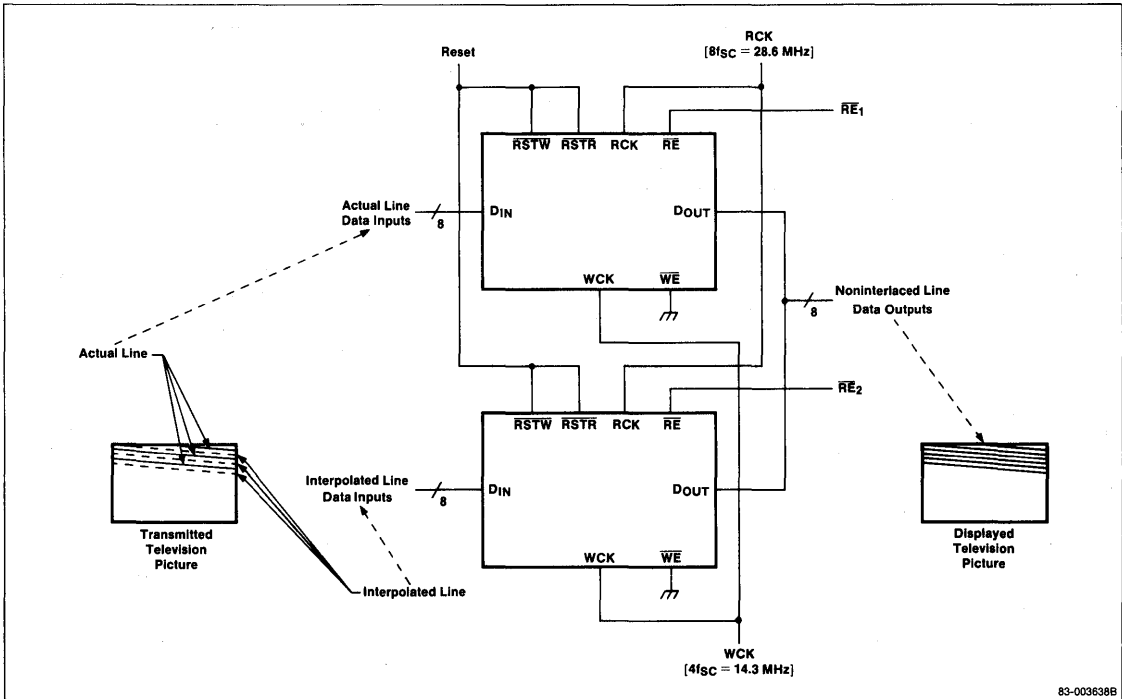 Reset
RCK
[8fSC = 28.6 MHz]
RE1
RSTW RSTR RCK RE
Actual Line
Data Inputs
8
DIN
DOUT
WCK WE
Noninterlaced Line
Data Outputs
8
Actual Line
RE2
RSTW RSTR RCK RE
Interpolated Line
Data Inputs
8
DIN
DOUT
WCK WE
Transmitted
Television
Picture
Interpolated Line
Displayed
Television
Picture
WCK
[4fSC = 14.3 MHz]
83-003638B